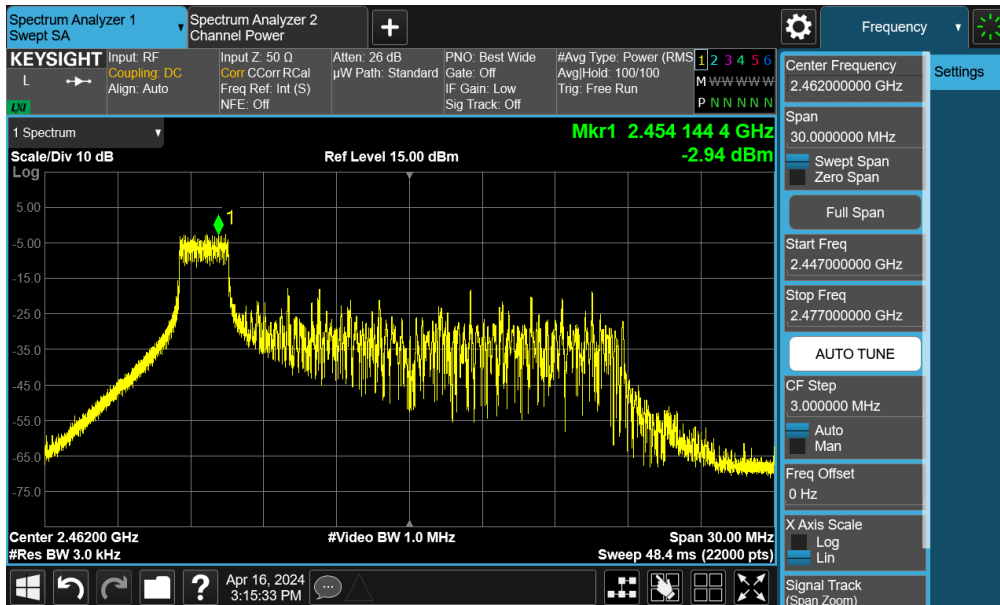 Spectrum Analyzer 1
Swept SA
Spectrum Analyzer 2
Channel Power
Frequency
KEYSIGHT
L
LXI
Input: RF
Coupling: DC
Align: Auto
Input Z: 50 Ω
Corr CCorr RCal
Freq Ref: Int (S)
NFE: Off
Atten: 26 dB
µW Path: Standard
PNO: Best Wide
Gate: Off
IF Gain: Low
Sig Track: Off
#Avg Type: Power (RMS
Avg|Hold: 100/100
Trig: Free Run
1 2 3 4 5 6
M W W W W W
P N N N N N
Center Frequency
2.462000000 GHz
Settings
Span
30.0000000 MHz
Swept Span
Zero Span
Full Span
Start Freq
2.447000000 GHz
Stop Freq
2.477000000 GHz
AUTO TUNE
CF Step
3.000000 MHz
Auto
Man
Freq Offset
0 Hz
X Axis Scale
Log
Lin
Signal Track
(Span Zoom)
1 Spectrum
Mkr1 2.454 144 4 GHz
Scale/Div 10 dB
Ref Level 15.00 dBm
-2.94 dBm
Log
5.00
1
-5.00
-15.0
-25.0
-35.0
-45.0
-55.0
-65.0
-75.0
Center 2.46200 GHz
#Video BW 1.0 MHz
Span 30.00 MHz
#Res BW 3.0 kHz
Sweep 48.4 ms (22000 pts)
Apr 16, 2024
3:15:33 PM